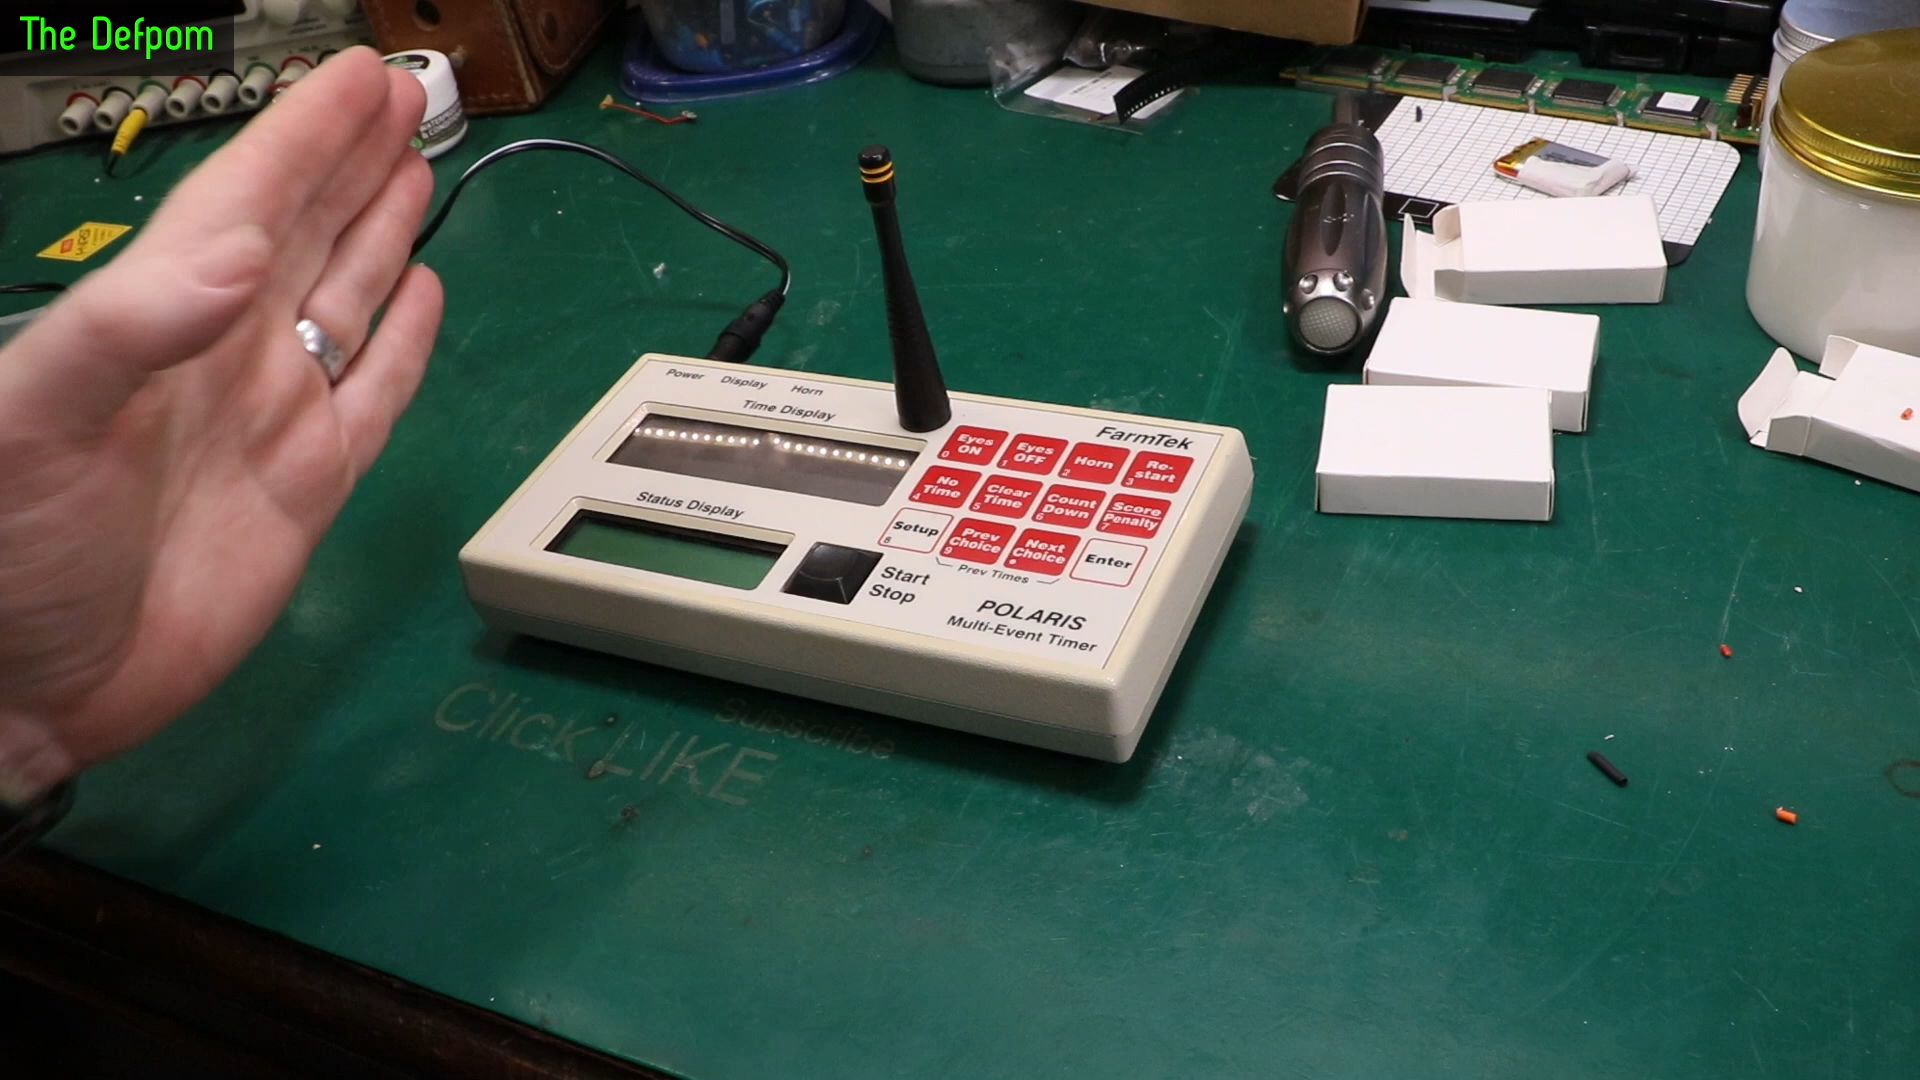 The Defpom
Power Display Horn
Time Display
FarmTek
Eyes ON 0
Eyes OFF 1
Horn 2
Re-start 3
No Time 4
Clear Time 5
Count Down 6
Score Penalty 7
Status Display
Setup 8
Prev Choice 9
Next Choice
Enter
Prev Times
Start
Stop
POLARIS
Multi-Event Timer
Subscribe
Click LIKE